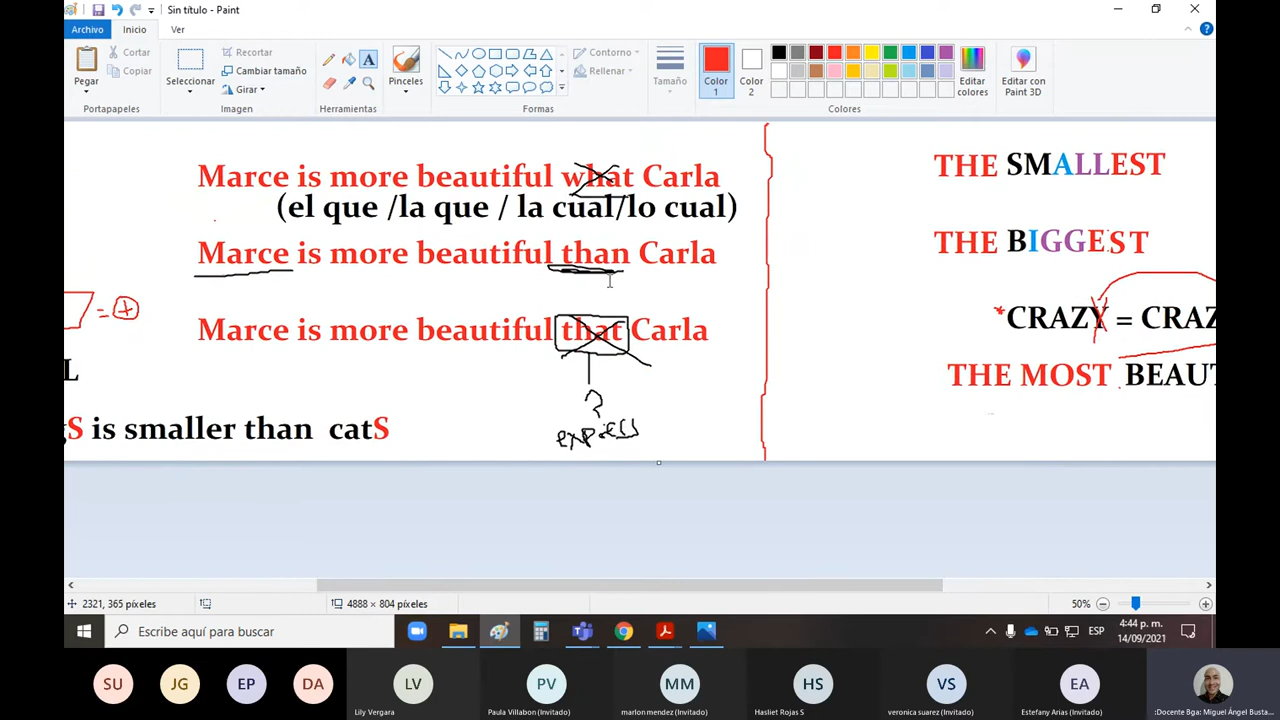 Sin título - Paint
Archivo Inicio Ver
Pegar
Cortar
Copiar
Portapapeles
Seleccionar
Recortar
Cambiar tamaño
Girar
Imagen
A
Herramientas
Pinceles
Contorno
Rellenar
Formas
Tamaño
Color 1
Color 2
Editar colores
Colores
Editar con Paint 3D
Marce is more beautiful what Carla
(el que /la que / la cual/lo cual)
Marce is more beautiful than Carla
= +
Marce is more beautiful that Carla
?
L
gS is smaller than catS
THE SMALLEST
THE BIGGEST
*CRAZY = CRAZ
THE MOST BEAUT
2321, 365 píxeles
4888 × 804 píxeles
50%
Escribe aquí para buscar
ESP
4:44 p. m.
14/09/2021
SU JG EP DA LV PV MM HS VS EA
Lily Vergara
Paula Villabon (Invitado)
marlon mendez (Invitado)
Hasliet Rojas S
veronica suarez (Invitado)
Estefany Arias (Invitado)
:Docente Bga: Miguel Ángel Busta...